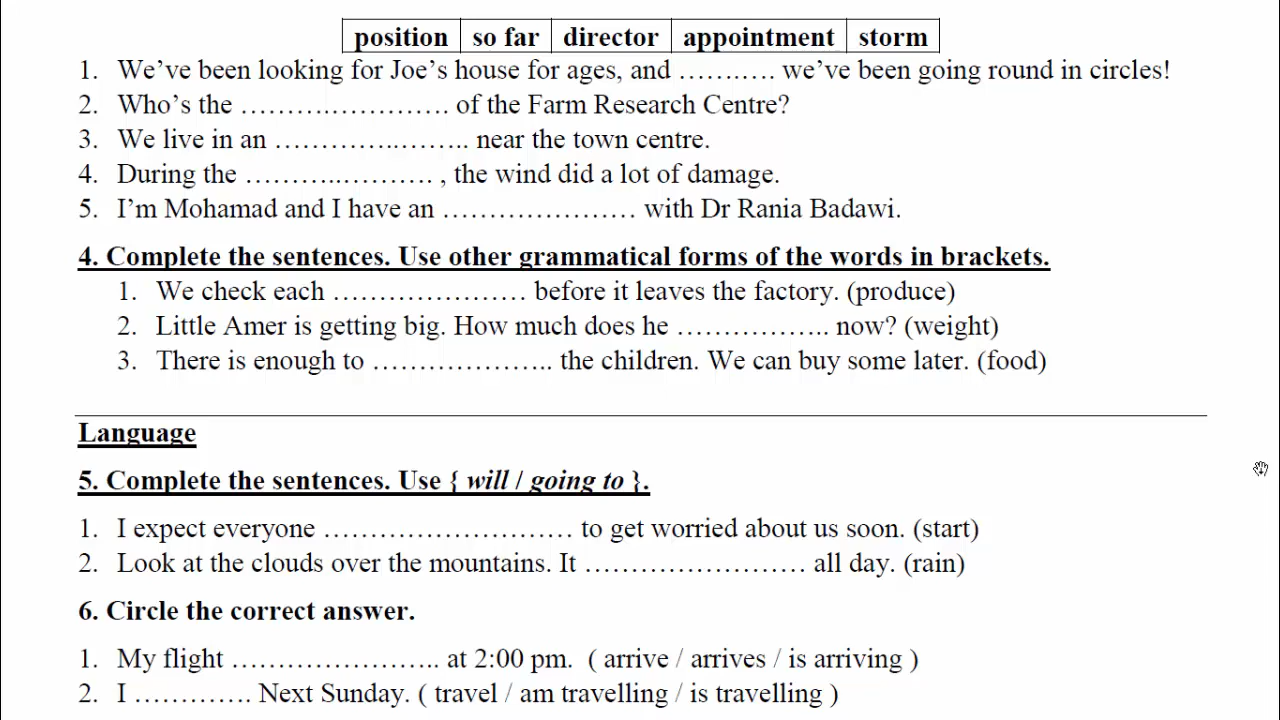 position so far director appointment storm
1. We've been looking for Joe's house for ages, and …….…. we've been going round in circles!
2. Who's the ……….……………. of the Farm Research Centre?
3. We live in an …………..…….. near the town centre.
4. During the ………..………. , the wind did a lot of damage.
5. I'm Mohamad and I have an ………………… with Dr Rania Badawi.
4. Complete the sentences. Use other grammatical forms of the words in brackets.
1. We check each ………………… before it leaves the factory. (produce)
2. Little Amer is getting big. How much does he …………….. now? (weight)
3. There is enough to ……………….. the children. We can buy some later. (food)
Language
5. Complete the sentences. Use { will / going to }.
1. I expect everyone ……………………… to get worried about us soon. (start)
2. Look at the clouds over the mountains. It …………………… all day. (rain)
6. Circle the correct answer.
1. My flight ………………….. at 2:00 pm. ( arrive / arrives / is arriving )
2. I …………. Next Sunday. ( travel / am travelling / is travelling )